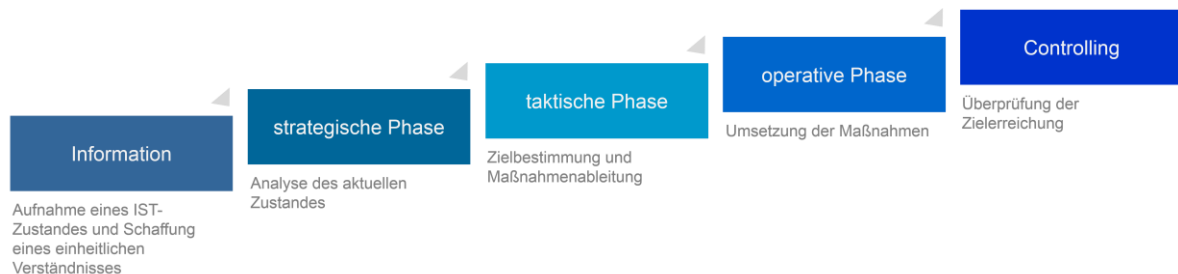 Information
Aufnahme eines IST-
Zustandes und Schaffung
eines einheitlichen
Verständnisses
strategische Phase
Analyse des aktuellen
Zustandes
taktische Phase
Zielbestimmung und
Maßnahmenableitung
operative Phase
Umsetzung der Maßnahmen
Controlling
Überprüfung der
Zielerreichung